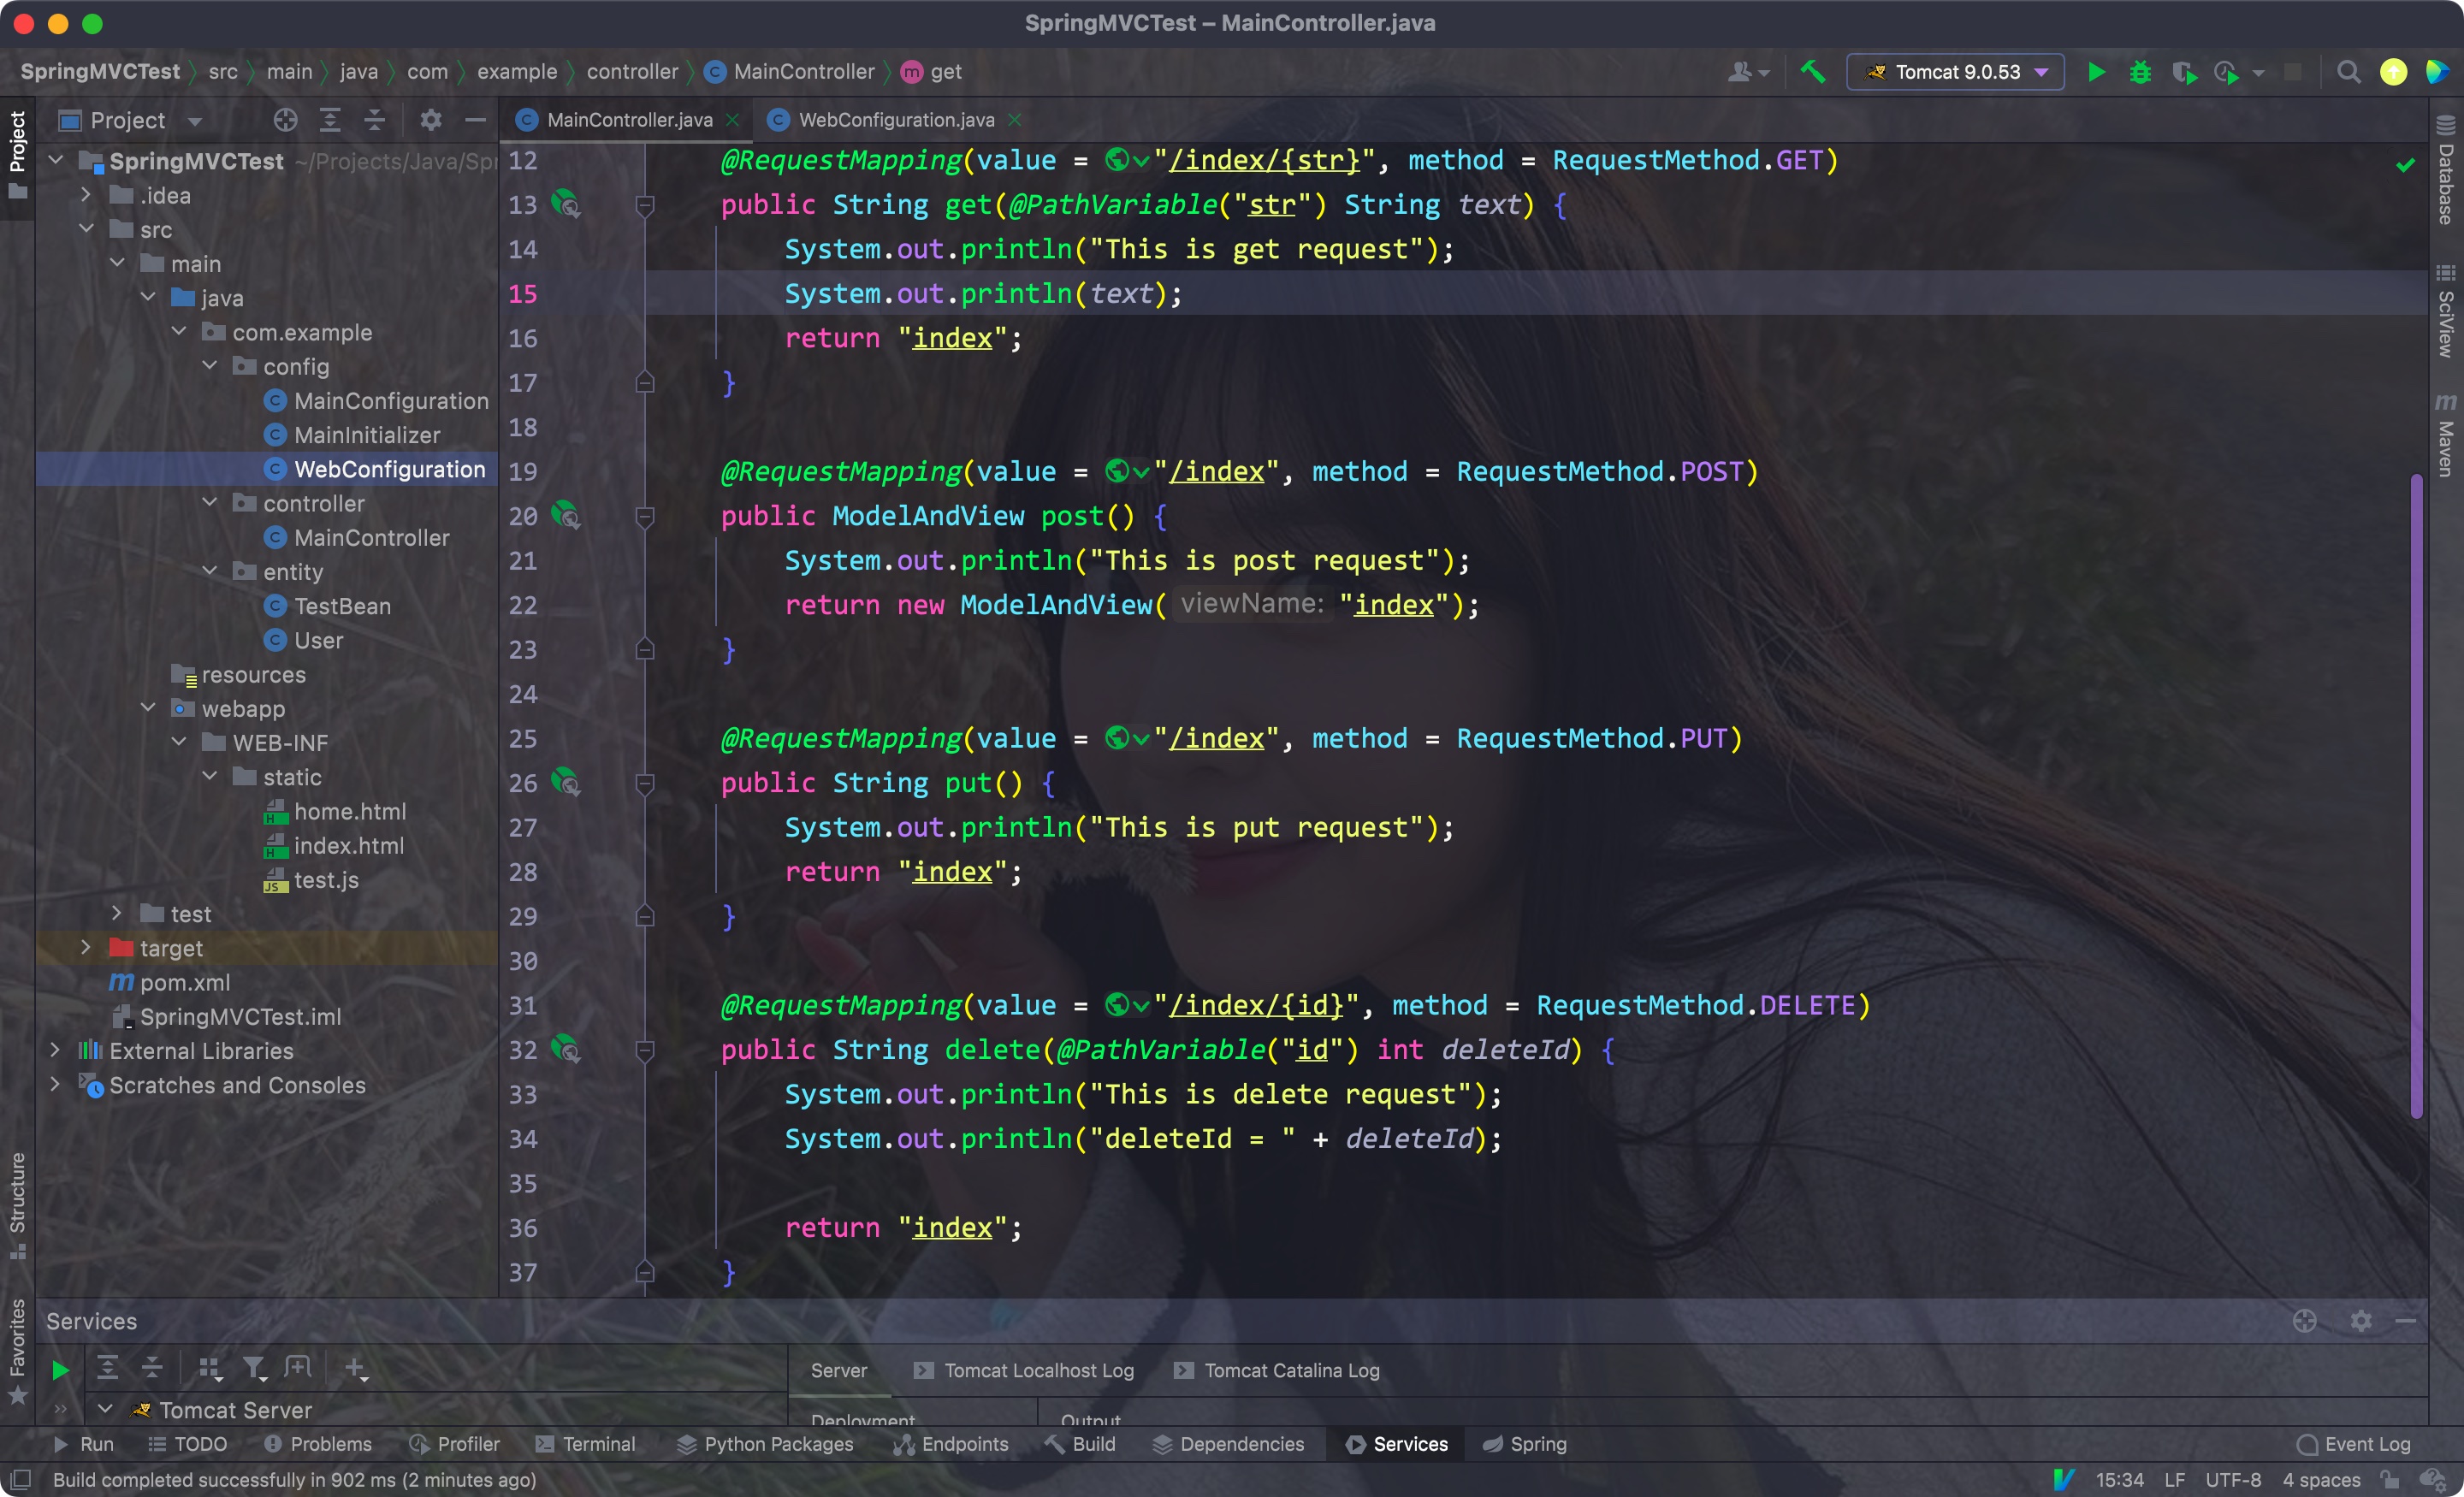 SpringMVCTest – MainController.java
SpringMVCTest src main java com example controller C MainController m get
Tomcat 9.0.53
Project
Project
MainController.java
WebConfiguration.java
SpringMVCTest ~/Projects/Java/Spr
.idea
src
main
java
com.example
config
MainConfiguration
MainInitializer
WebConfiguration
controller
MainController
entity
TestBean
User
resources
webapp
WEB-INF
static
home.html
index.html
test.js
test
target
pom.xml
SpringMVCTest.iml
External Libraries
Scratches and Consoles
Structure
Favorites
12 @RequestMapping(value = "/index/{str}", method = RequestMethod.GET)
13 public String get(@PathVariable("str") String text) {
14 System.out.println("This is get request");
15 System.out.println(text);
16 return "index";
17 }
18
19 @RequestMapping(value = "/index", method = RequestMethod.POST)
20 public ModelAndView post() {
21 System.out.println("This is post request");
22 return new ModelAndView( viewName: "index");
23 }
24
25 @RequestMapping(value = "/index", method = RequestMethod.PUT)
26 public String put() {
27 System.out.println("This is put request");
28 return "index";
29 }
30
31 @RequestMapping(value = "/index/{id}", method = RequestMethod.DELETE)
32 public String delete(@PathVariable("id") int deleteId) {
33 System.out.println("This is delete request");
34 System.out.println("deleteId = " + deleteId);
35
36 return "index";
37 }
Database
SciView
Maven
Services
Server Tomcat Localhost Log Tomcat Catalina Log
Tomcat Server
Deployment Output
Run TODO Problems Profiler Terminal Python Packages Endpoints Build Dependencies Services Spring Event Log
Build completed successfully in 902 ms (2 minutes ago) 15:34 LF UTF-8 4 spaces